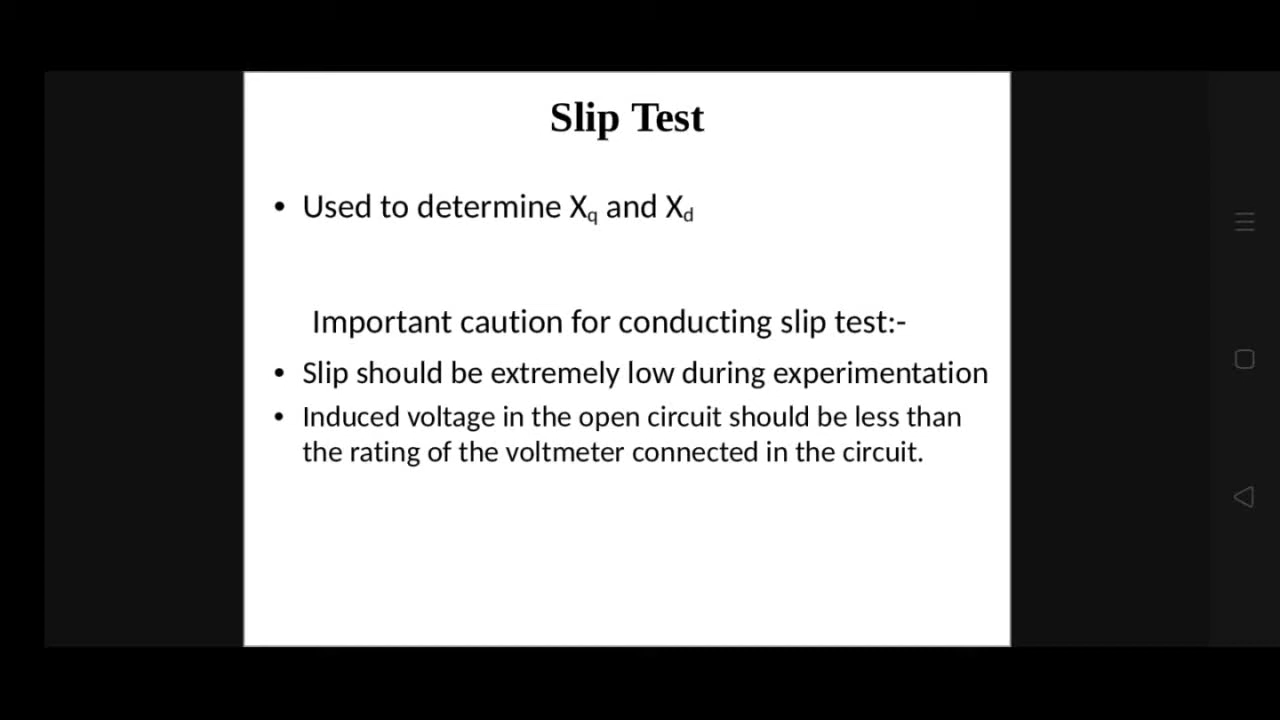 Slip Test
• Used to determine Xq and Xd
Important caution for conducting slip test:-
• Slip should be extremely low during experimentation
• Induced voltage in the open circuit should be less than
the rating of the voltmeter connected in the circuit.